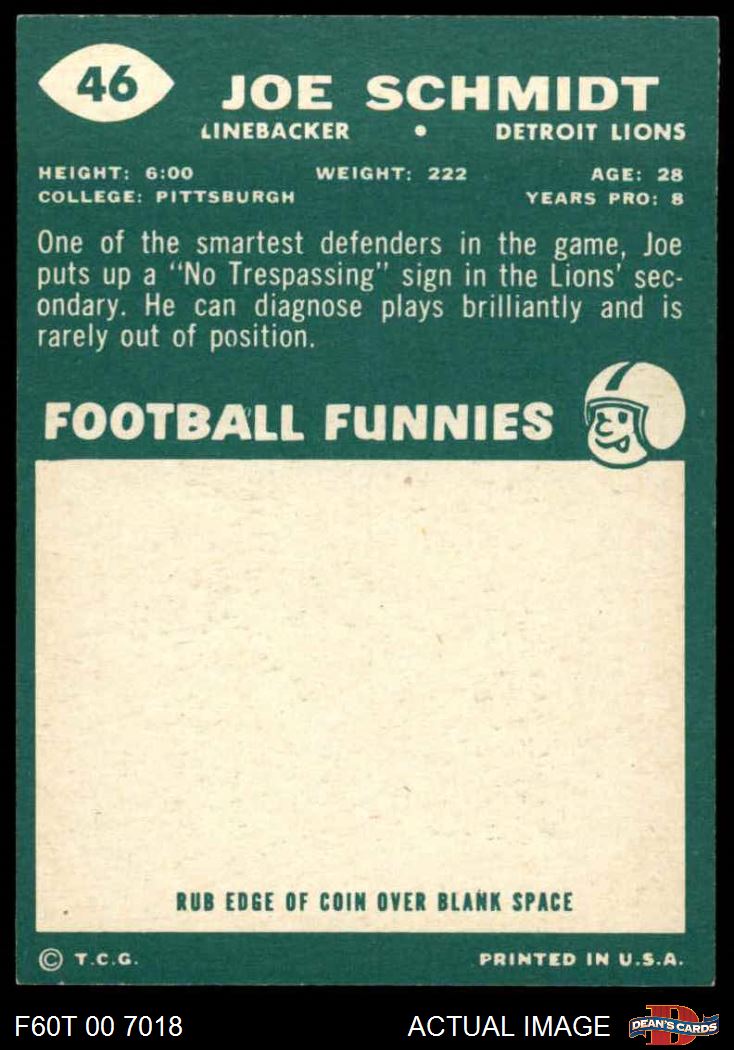 46
JOE SCHMIDT
LINEBACKER • DETROIT LIONS
HEIGHT: 6:00 WEIGHT: 222 AGE: 28
COLLEGE: PITTSBURGH YEARS PRO: 8
One of the smartest defenders in the game, Joe
puts up a "No Trespassing" sign in the Lions' sec-
ondary. He can diagnose plays brilliantly and is
rarely out of position.
FOOTBALL FUNNIES
RUB EDGE OF COIN OVER BLANK SPACE
© T.C.G. PRINTED IN U.S.A.
F60T 00 7018 ACTUAL IMAGE D DEAN'S CARDS